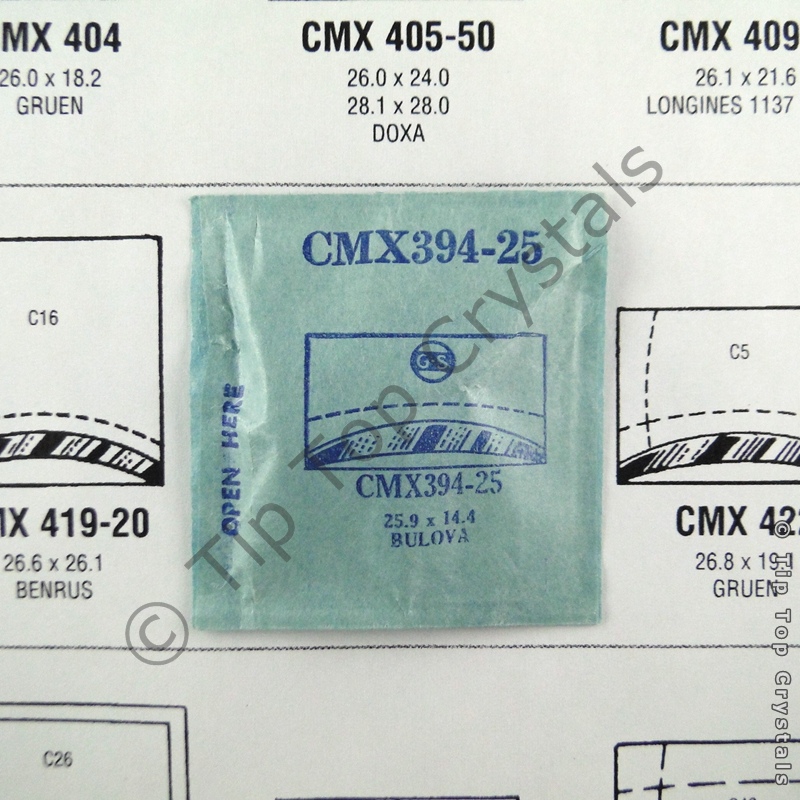 MX 404
26.0 x 18.2
GRUEN
CMX 405-50
26.0 x 24.0
28.1 x 28.0
DOXA
CMX 409
26.1 x 21.6
LONGINES 1137
C16
MX 419-20
26.6 x 26.1
BENRUS
CMX394-25
G-S
OPEN HERE
CMX394-25
25.9 x 14.4
BULOVA
C5
CMX 422
26.8 x 19.1
GRUEN
C26
© Tip Top Crystals
© Tip Top Crystals